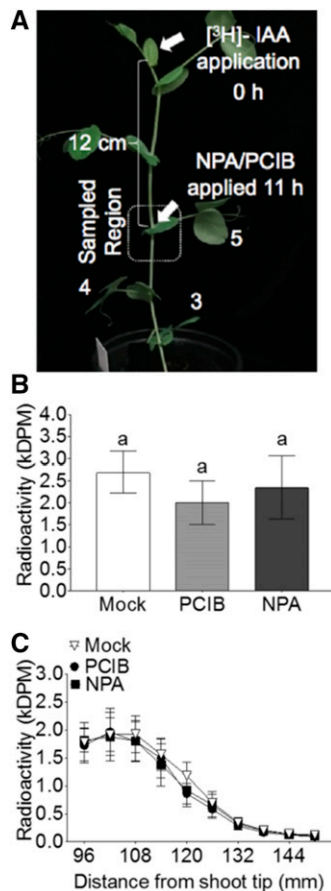 A
[³H]- IAA
application
0 h
12 cm
NPA/PCIB
applied 11 h
Sampled
Region
5
4
3
B
Radioactivity (kDPM)
4.0
3.5
3.0
2.5
2.0
1.5
1.0
0.5
0.0
a
a
a
Mock
PCIB
NPA
C
Mock
PCIB
NPA
Radioactivity (kDPM)
3.0
2.5
2.0
1.5
1.0
0.5
0
96
108
120
132
144
Distance from shoot tip (mm)